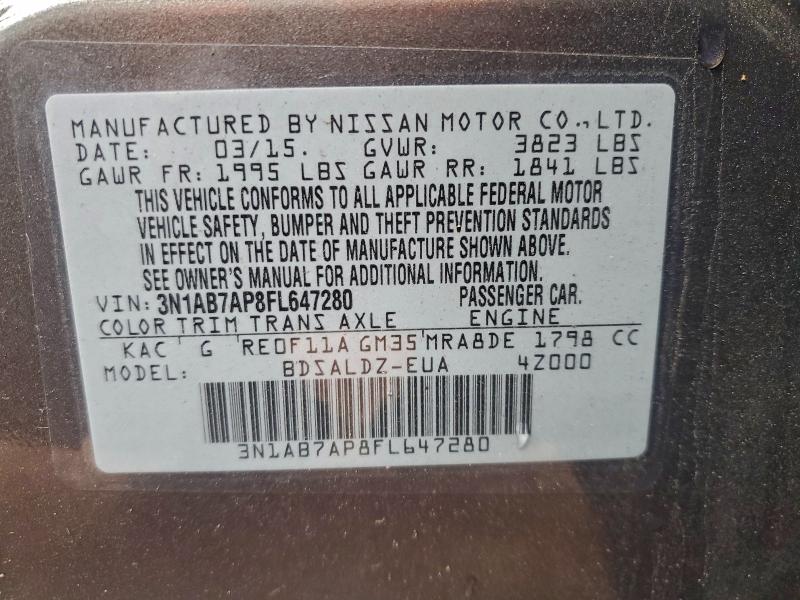 MANUFACTURED BY NISSAN MOTOR CO., LTD.
DATE: 03/15. GVWR: 3823 LBS
GAWR FR: 1995 LBS GAWR RR: 1841 LBS
THIS VEHICLE CONFORMS TO ALL APPLICABLE FEDERAL MOTOR
VEHICLE SAFETY, BUMPER AND THEFT PREVENTION STANDARDS
IN EFFECT ON THE DATE OF MANUFACTURE SHOWN ABOVE.
SEE OWNER'S MANUAL FOR ADDITIONAL INFORMATION.
VIN: 3N1AB7AP8FL647280 PASSENGER CAR.
COLOR TRIM TRANS AXLE ENGINE
KAC G RE0F11A GM35 MRA8DE 1798 CC
MODEL: BDSALDZ-EUA 4Z000
3N1AB7AP8FL647280